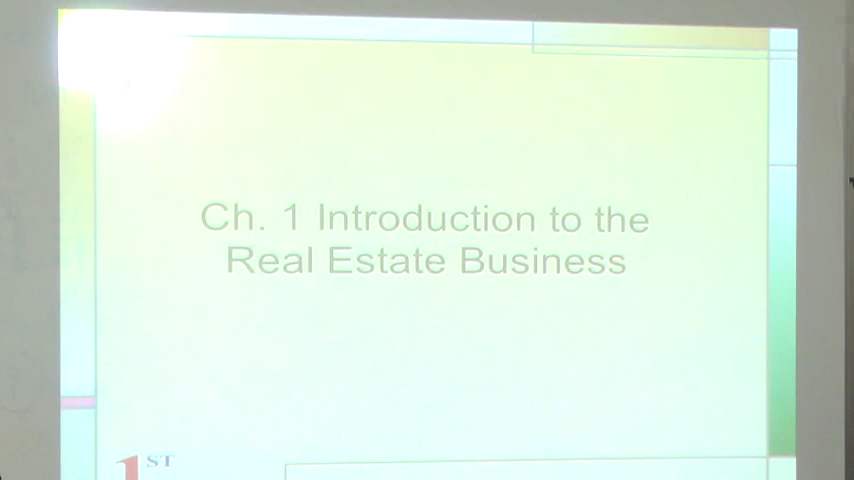 Ch. 1 Introduction to the
Real Estate Business
1ST